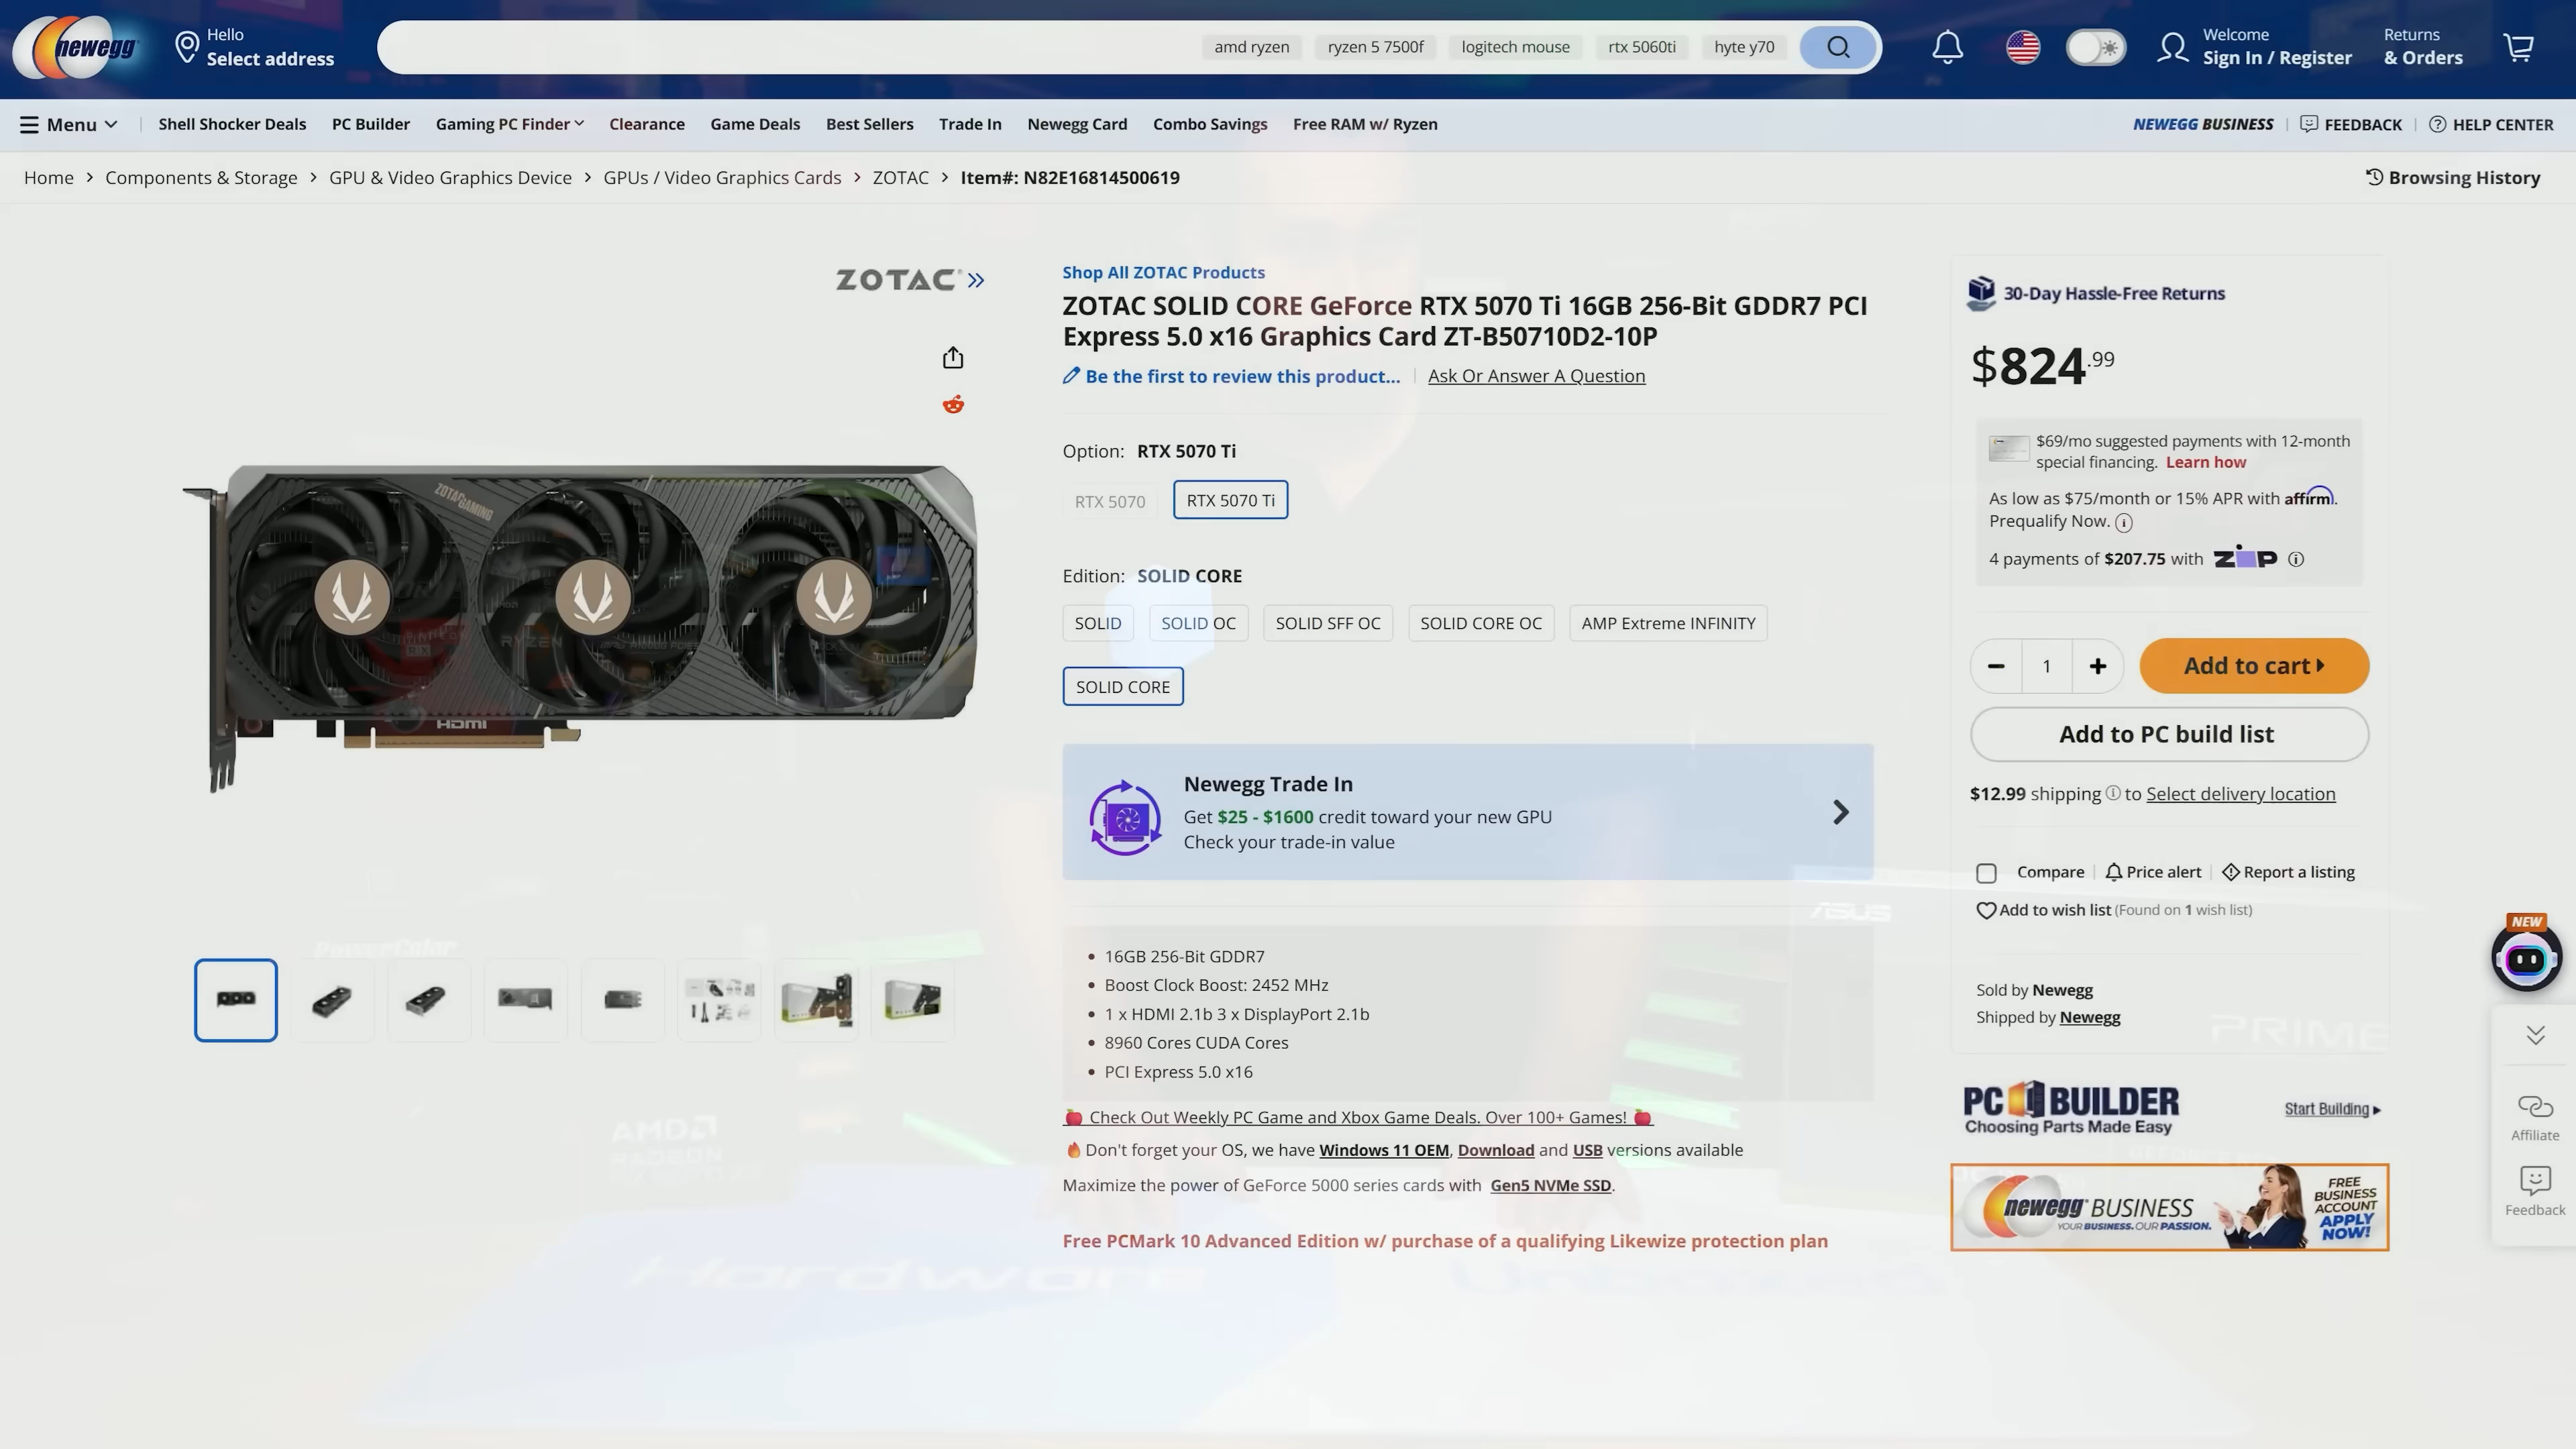 newegg
Hello
Select address
amd ryzen
ryzen 5 7500f
logitech mouse
rtx 5060ti
hyte y70
Welcome
Sign In / Register
Returns
& Orders
Menu
Shell Shocker Deals
PC Builder
Gaming PC Finder
Clearance
Game Deals
Best Sellers
Trade In
Newegg Card
Combo Savings
Free RAM w/ Ryzen
NEWEGG BUSINESS
FEEDBACK
HELP CENTER
Home > Components & Storage > GPU & Video Graphics Device > GPUs / Video Graphics Cards > ZOTAC > Item#: N82E16814500619
Browsing History
ZOTAC
ZOTAC GAMING
RADEON
RX
RYZEN
HDMI
PowerColor
Shop All ZOTAC Products
ZOTAC SOLID CORE GeForce RTX 5070 Ti 16GB 256-Bit GDDR7 PCI
Express 5.0 x16 Graphics Card ZT-B50710D2-10P
Be the first to review this product...
Ask Or Answer A Question
Option: RTX 5070 Ti
RTX 5070
RTX 5070 Ti
Edition: SOLID CORE
SOLID
SOLID OC
SOLID SFF OC
SOLID CORE OC
AMP Extreme INFINITY
SOLID CORE
Newegg Trade In
Get $25 - $1600 credit toward your new GPU
Check your trade-in value
16GB 256-Bit GDDR7
Boost Clock Boost: 2452 MHz
1 x HDMI 2.1b 3 x DisplayPort 2.1b
8960 Cores CUDA Cores
PCI Express 5.0 x16
Check Out Weekly PC Game and Xbox Game Deals. Over 100+ Games!
Don't forget your OS, we have Windows 11 OEM, Download and USB versions available
Maximize the power of GeForce 5000 series cards with Gen5 NVMe SSD.
Free PCMark 10 Advanced Edition w/ purchase of a qualifying Likewize protection plan
AMD
RADEON
Hardware
30-Day Hassle-Free Returns
$824.99
$69/mo suggested payments with 12-month
special financing. Learn how
As low as $75/month or 15% APR with affirm.
Prequalify Now.
4 payments of $207.75 with ZIP
1
Add to cart
Add to PC build list
$12.99 shipping to Select delivery location
Compare
Price alert
Report a listing
Add to wish list (Found on 1 wish list)
ASUS
Sold by Newegg
Shipped by Newegg
PRIME
PC BUILDER
Choosing Parts Made Easy
Start Building
newegg BUSINESS
YOUR BUSINESS. OUR PASSION.
FREE
BUSINESS
ACCOUNT
APPLY
NOW!
NEW
Affiliate
Feedback